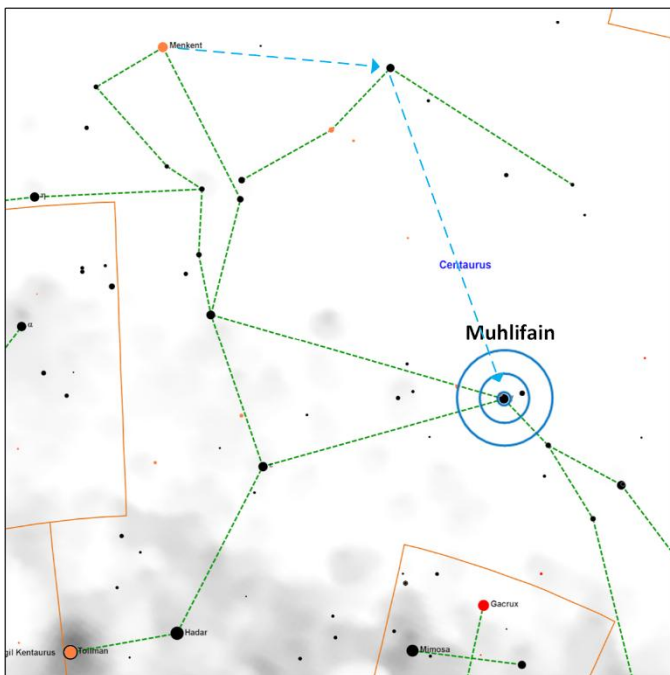 Menkent
η
Centaurus
α
Muhlifain
Gacrux
Hadar
gil Kentaurus Toliman
Mimosa